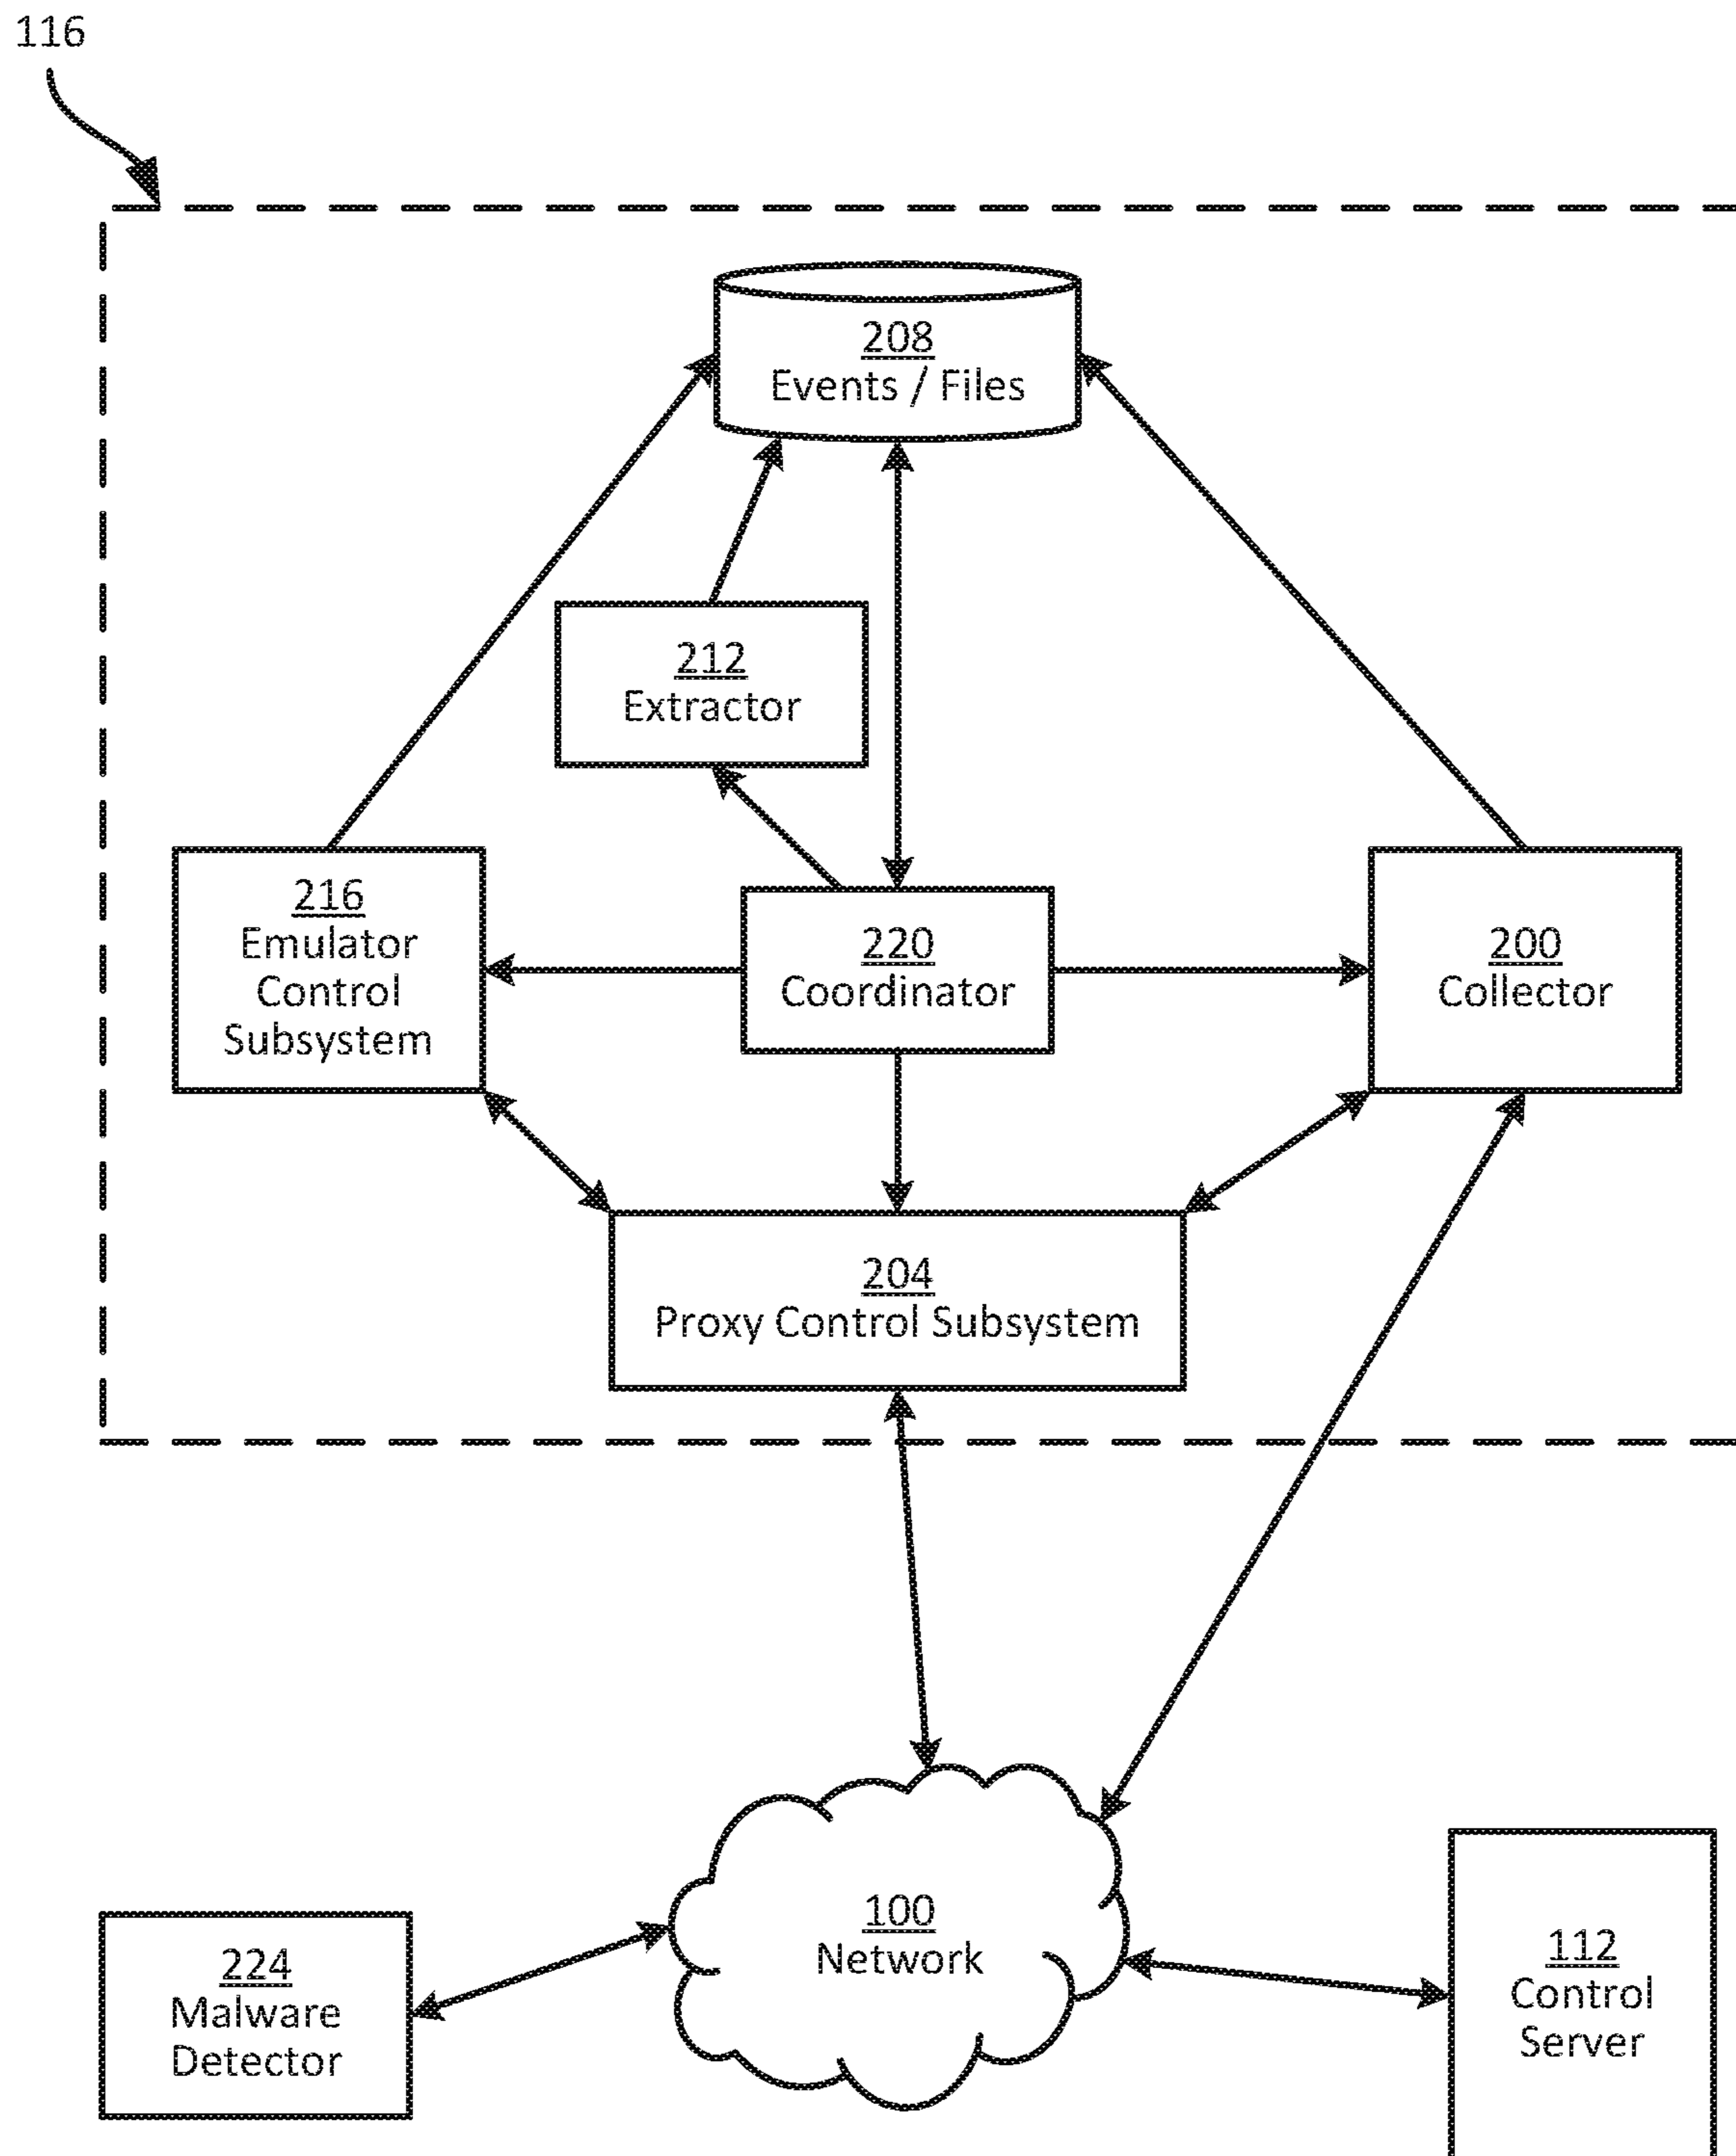 116
208
Events / Files
212
Extractor
216
Emulator
Control
Subsystem
220
Coordinator
200
Collector
204
Proxy Control Subsystem
100
Network
224
Malware
Detector
112
Control
Server